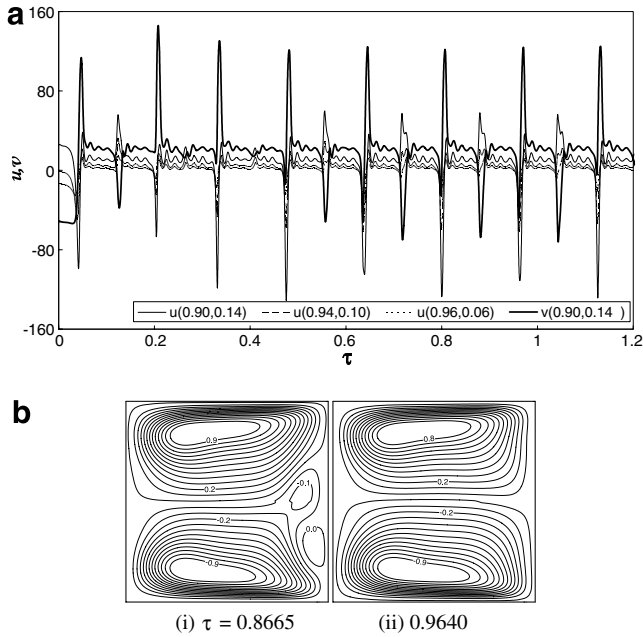 a
160
80
0
-80
-160
u,v
u(0.90,0.14) u(0.94,0.10) u(0.96,0.06) v(0.90,0.14 )
0 0.2 0.4 0.6 0.8 1 1.2
τ
b
0.9
-0.1
0.2
-0.2
0.0
-0.9
0.8
0.2
-0.2
-0.9
(i) τ = 0.8665 (ii) 0.9640